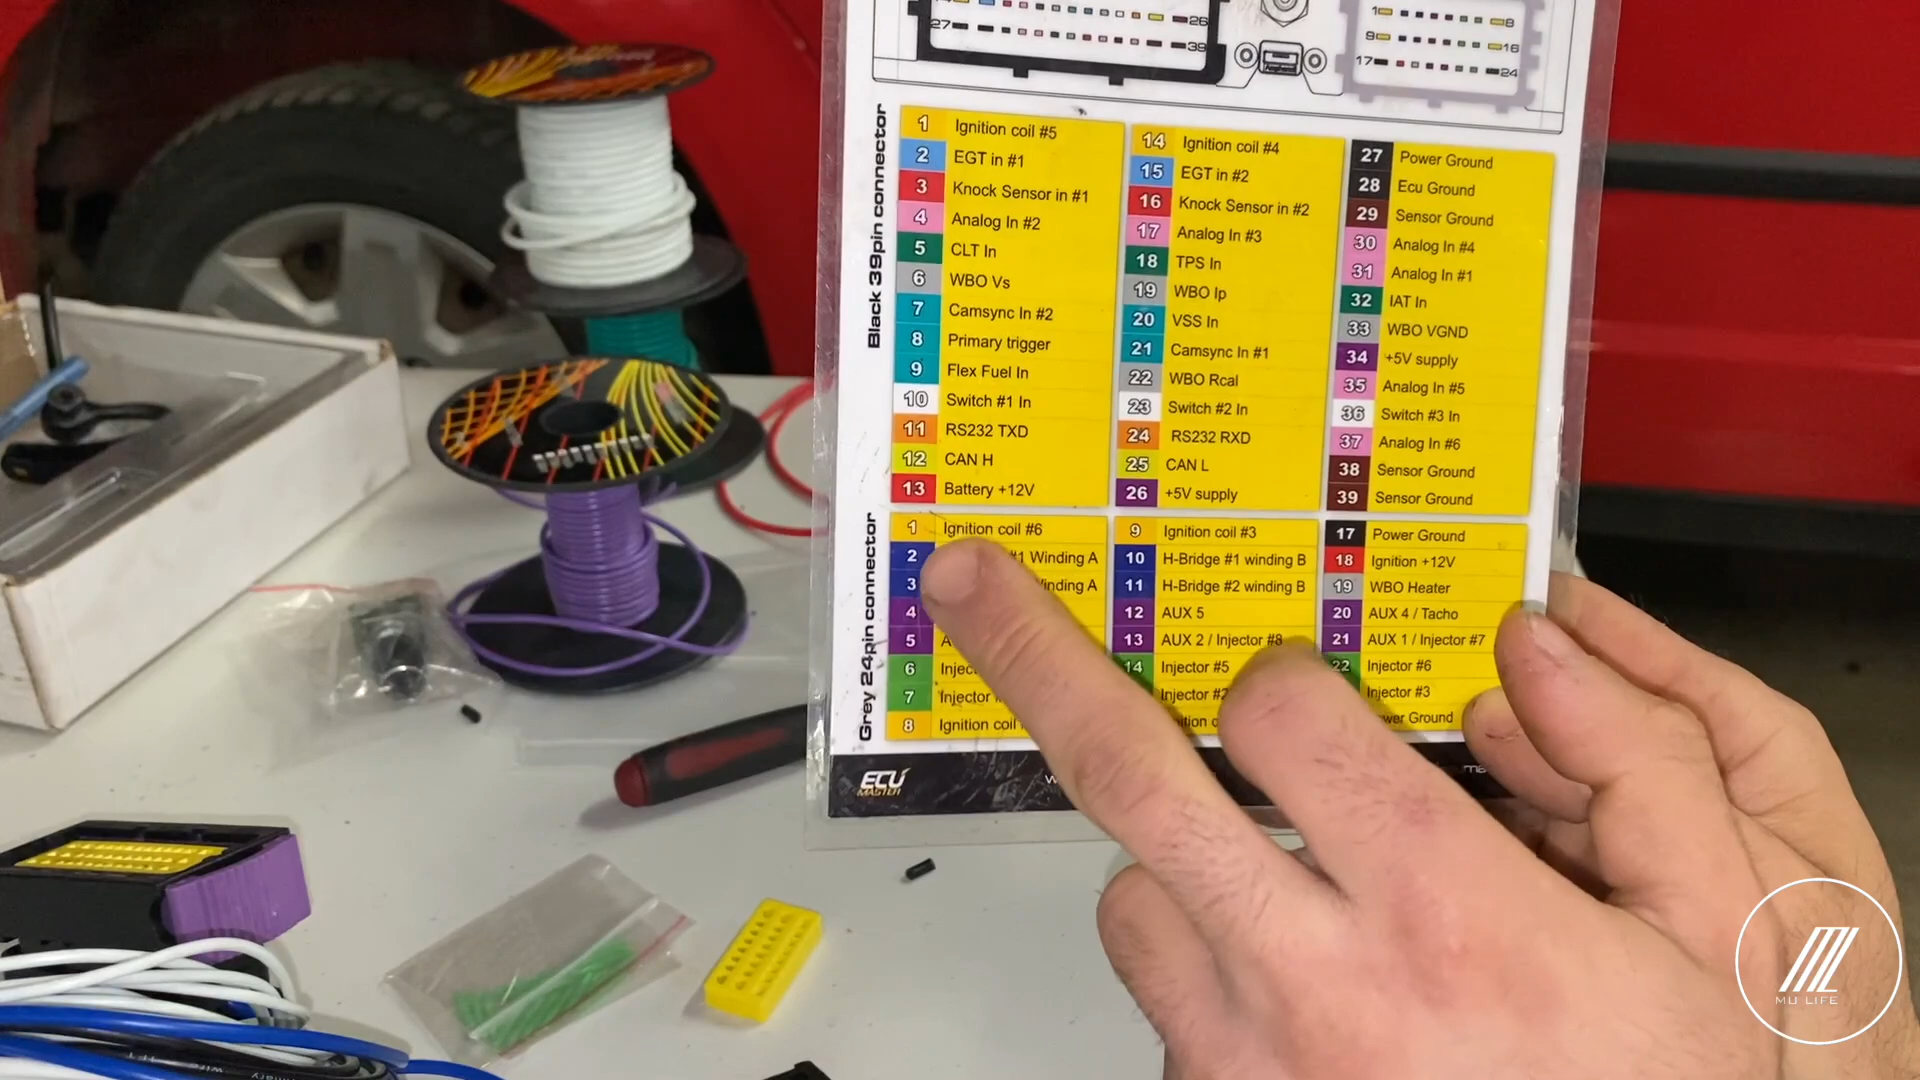 26
27
39
1
8
9
16
17
24
Black 39pin connector
1 Ignition coil #5
2 EGT in #1
3 Knock Sensor in #1
4 Analog In #2
5 CLT In
6 WBO Vs
7 Camsync In #2
8 Primary trigger
9 Flex Fuel In
10 Switch #1 In
11 RS232 TXD
12 CAN H
13 Battery +12V
14 Ignition coil #4
15 EGT in #2
16 Knock Sensor in #2
17 Analog In #3
18 TPS In
19 WBO Ip
20 VSS In
21 Camsync In #1
22 WBO Rcal
23 Switch #2 In
24 RS232 RXD
25 CAN L
26 +5V supply
27 Power Ground
28 Ecu Ground
29 Sensor Ground
30 Analog In #4
31 Analog In #1
32 IAT In
33 WBO VGND
34 +5V supply
35 Analog In #5
36 Switch #3 In
37 Analog In #6
38 Sensor Ground
39 Sensor Ground
Grey 24pin connector
1 Ignition coil #6
2 #1 Winding A
3 Winding A
4
5
6
7 Injector
8 Ignition coil
9 Ignition coil #3
10 H-Bridge #1 winding B
11 H-Bridge #2 winding B
12 AUX 5
13 AUX 2 / Injector #8
14 Injector #5
Injector #2
17 Power Ground
18 Ignition +12V
19 WBO Heater
20 AUX 4 / Tacho
21 AUX 1 / Injector #7
22 Injector #6
Injector #3
Ground
ECU
MASTER
MU LIFE